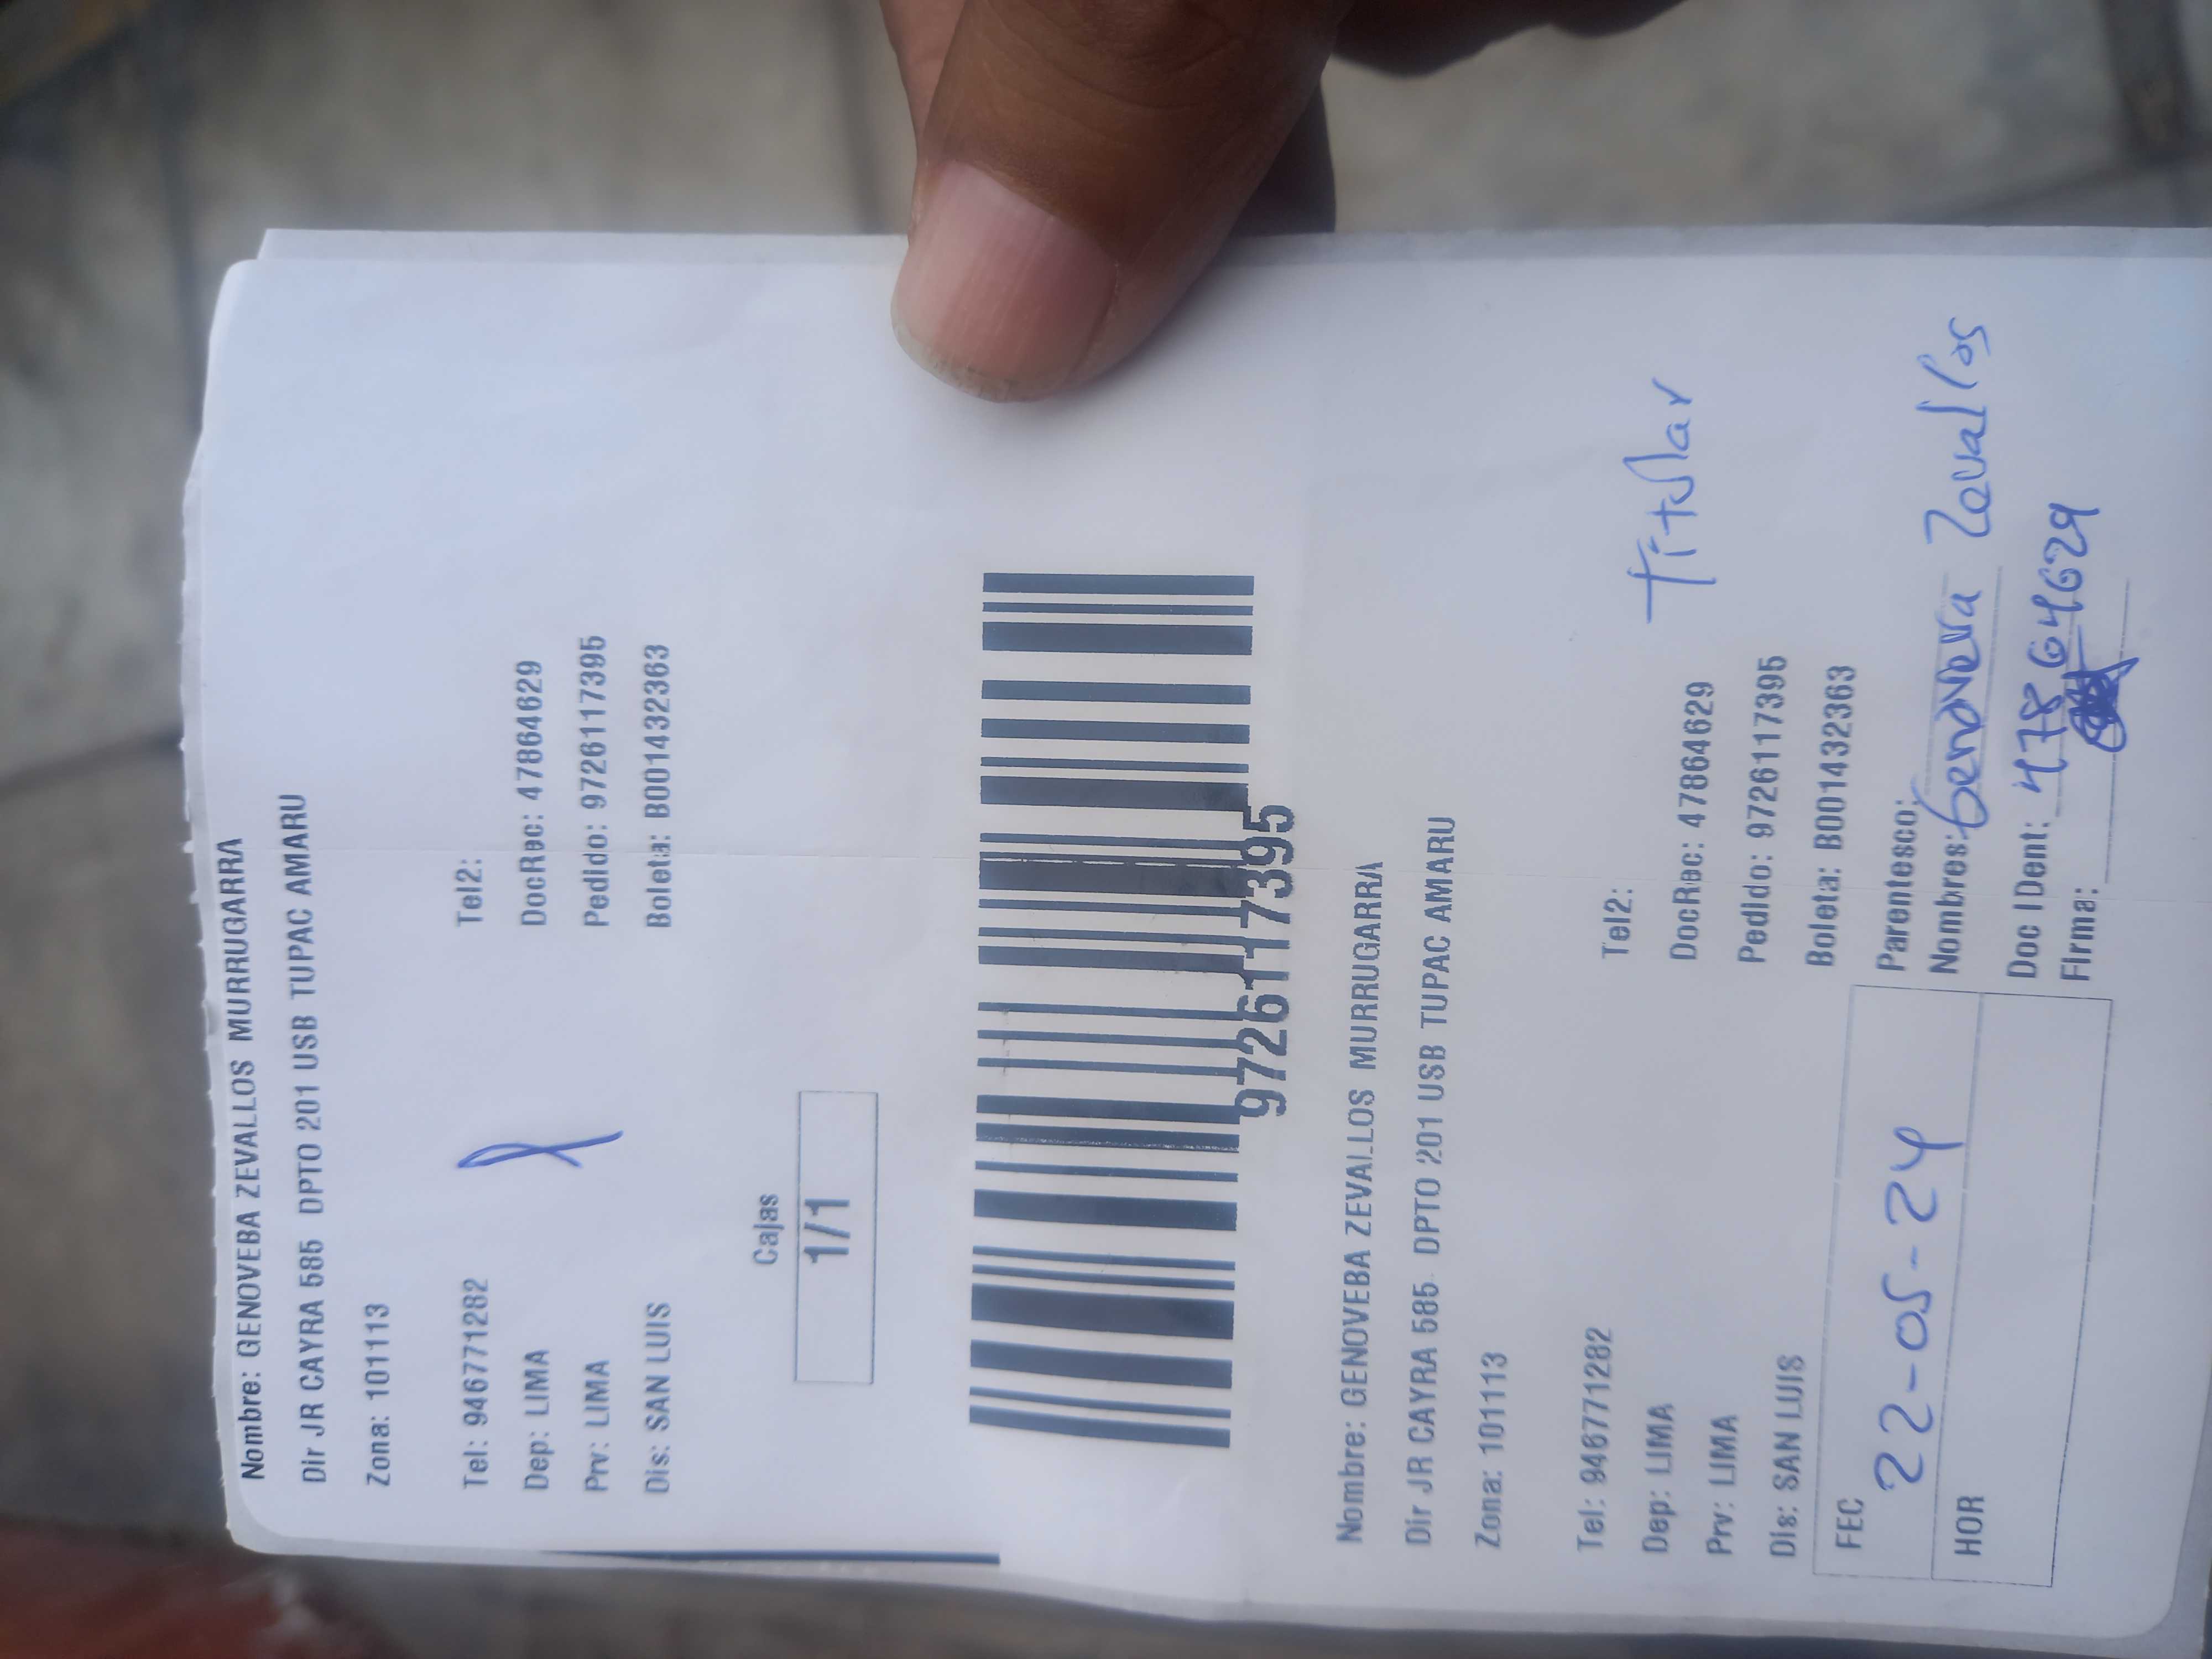 Nombre: GENOVEBA ZEVALLOS MURRUGARRA
Dir JR CAYRA 585 DPTO 201 USB TUPAC AMARU
Zona: 101113
Tel: 946771282 Tel2:
Dep: LIMA DocRec: 47864629
Prv: LIMA Pedido: 972611117395
Dis: SAN LUIS Boleta: B001432363
Cajas
1/1
97261117395
Nombre: GENOVEBA ZEVALLOS MURRUGARRA
Dir JR CAYRA 585 DPTO 201 USB TUPAC AMARU
Zona: 101113
Titular
Tel: 946771282 Tel2:
Dep: LIMA DocRec: 47864629
Prv: LIMA Pedido: 97261117395
Dis: SAN LUIS Boleta: B001432363
FEC 22-05-24 Parentesco:
Nombres: Genoveva Zevallos
HOR Doc IDent: 47864629
Firma: